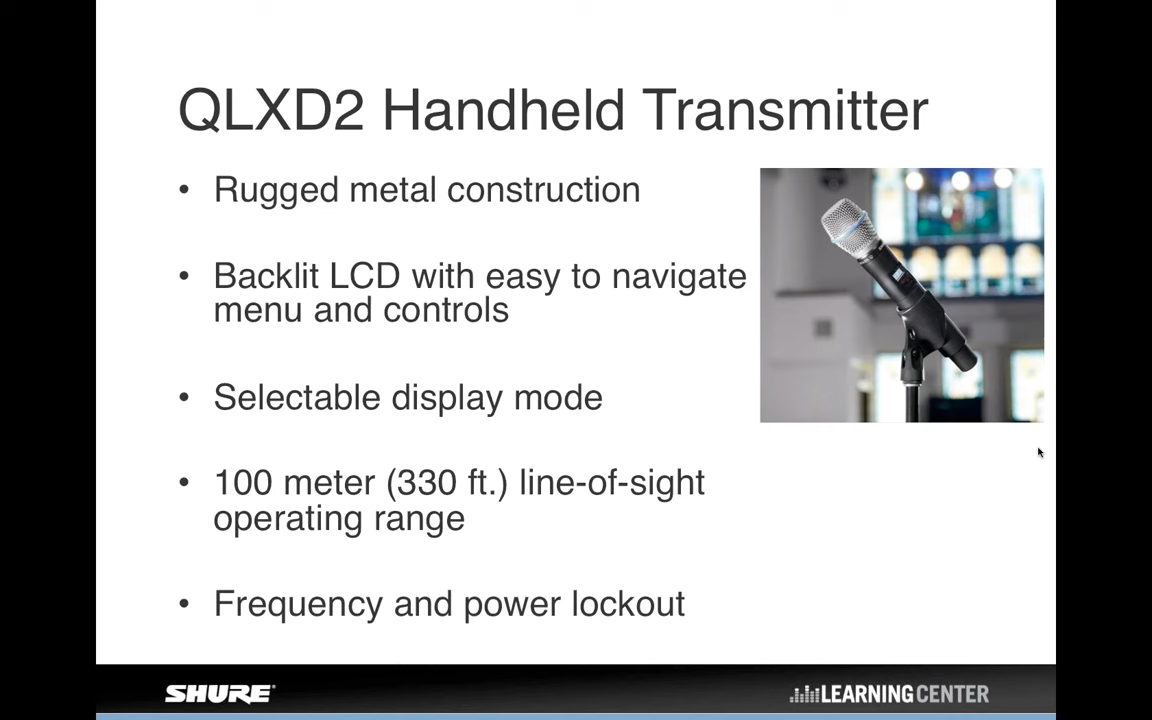 QLXD2 Handheld Transmitter
• Rugged metal construction
• Backlit LCD with easy to navigate
menu and controls
• Selectable display mode
• 100 meter (330 ft.) line-of-sight
operating range
• Frequency and power lockout
SHURE®
LEARNING CENTER